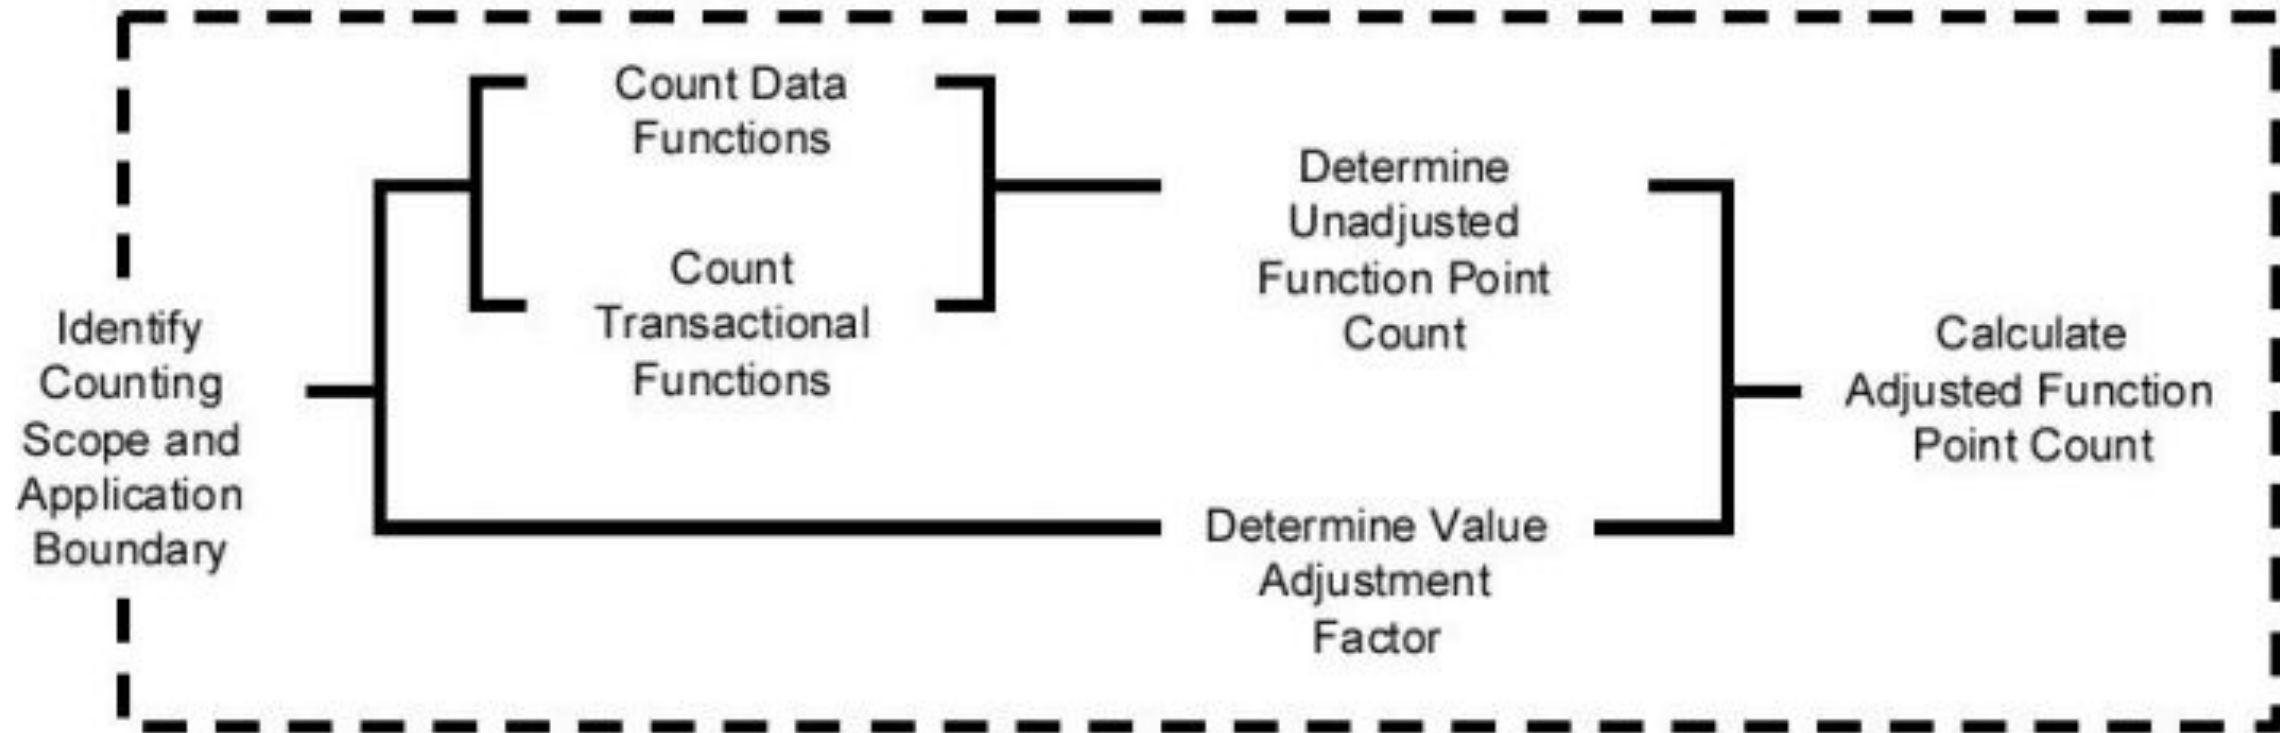 Identify
Counting
Scope and
Application
Boundary
Count Data
Functions
Count
Transactional
Functions
Determine
Unadjusted
Function Point
Count
Determine Value
Adjustment
Factor
Calculate
Adjusted Function
Point Count